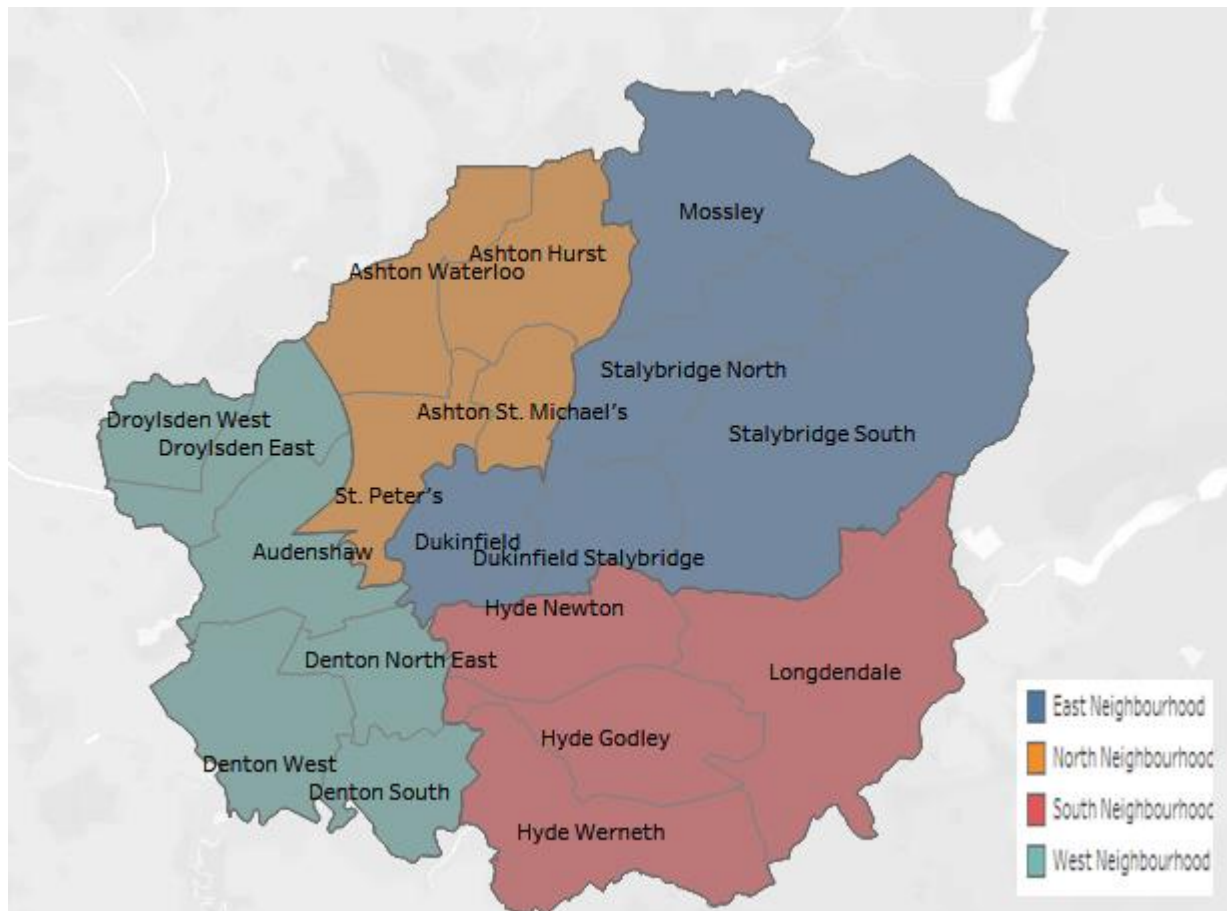 Mossley
Ashton Hurst
Ashton Waterloo
Stalybridge North
Ashton St. Michael's
Droylsden West
Stalybridge South
Droylsden East
St. Peter's
Dukinfield
Audenshaw
Dukinfield Stalybridge
Hyde Newton
Denton North East
Longdendale
Hyde Godley
Denton West
Denton South
Hyde Werneth
East Neighbourhood
North Neighbourhood
South Neighbourhood
West Neighbourhood